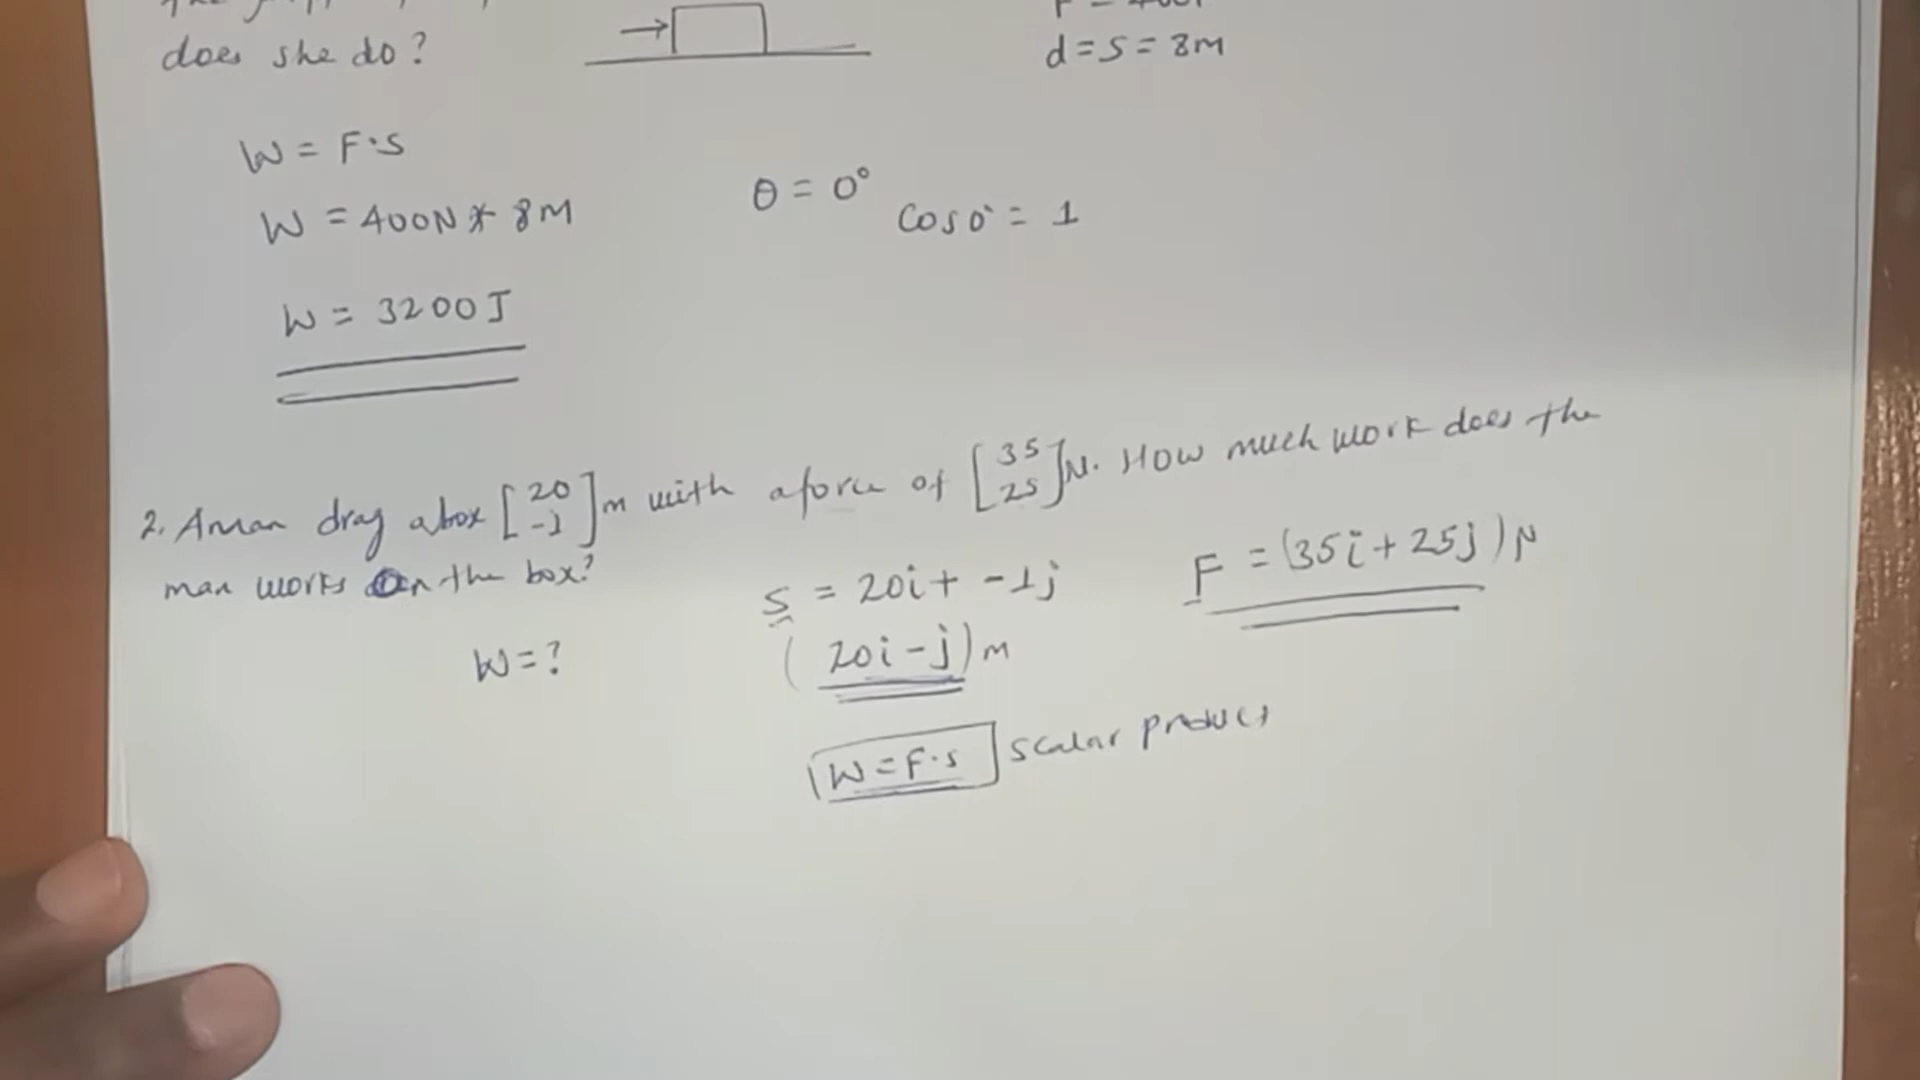 does she do?
d = S = 8m
W = F·S
θ = 0°
W = 400N * 8M
Cos 0° = 1
W = 3200J
2. A man drag a box [20 -1] m with a force of [35 25] N. How much work does the
man works on the box?
S = 20i + -1j
F = (35i + 25j) N
W = ?
(20i - j) m
W = F·s scalar product